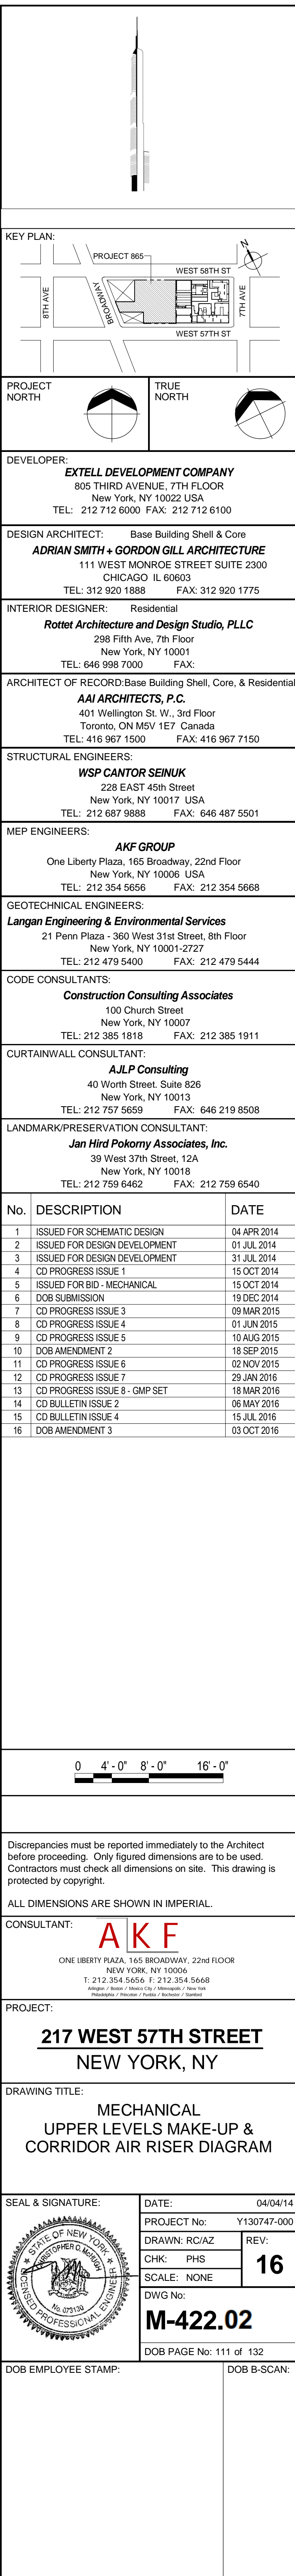 KEY PLAN:
PROJECT 865
N
WEST 58TH ST
8TH AVE
BROADWAY
7TH AVE
WEST 57TH ST
PROJECT NORTH
TRUE NORTH
DEVELOPER:
EXTELL DEVELOPMENT COMPANY
805 THIRD AVENUE, 7TH FLOOR
New York, NY 10022 USA
TEL: 212 712 6000 FAX: 212 712 6100
DESIGN ARCHITECT: Base Building Shell & Core
ADRIAN SMITH + GORDON GILL ARCHITECTURE
111 WEST MONROE STREET SUITE 2300
CHICAGO IL 60603
TEL: 312 920 1888 FAX: 312 920 1775
INTERIOR DESIGNER: Residential
Rottet Architecture and Design Studio, PLLC
298 Fifth Ave, 7th Floor
New York, NY 10001
TEL: 646 998 7000 FAX:
ARCHITECT OF RECORD:Base Building Shell, Core, & Residential
AAI ARCHITECTS, P.C.
401 Wellington St. W., 3rd Floor
Toronto, ON M5V 1E7 Canada
TEL: 416 967 1500 FAX: 416 967 7150
STRUCTURAL ENGINEERS:
WSP CANTOR SEINUK
228 EAST 45th Street
New York, NY 10017 USA
TEL: 212 687 9888 FAX: 646 487 5501
MEP ENGINEERS:
AKF GROUP
One Liberty Plaza, 165 Broadway, 22nd Floor
New York, NY 10006 USA
TEL: 212 354 5656 FAX: 212 354 5668
GEOTECHNICAL ENGINEERS:
Langan Engineering & Environmental Services
21 Penn Plaza - 360 West 31st Street, 8th Floor
New York, NY 10001-2727
TEL: 212 479 5400 FAX: 212 479 5444
CODE CONSULTANTS:
Construction Consulting Associates
100 Church Street
New York, NY 10007
TEL: 212 385 1818 FAX: 212 385 1911
CURTAINWALL CONSULTANT:
AJLP Consulting
40 Worth Street. Suite 826
New York, NY 10013
TEL: 212 757 5659 FAX: 646 219 8508
LANDMARK/PRESERVATION CONSULTANT:
Jan Hird Pokorny Associates, Inc.
39 West 37th Street, 12A
New York, NY 10018
TEL: 212 759 6462 FAX: 212 759 6540
No. DESCRIPTION DATE
1 ISSUED FOR SCHEMATIC DESIGN 04 APR 2014
2 ISSUED FOR DESIGN DEVELOPMENT 01 JUL 2014
3 ISSUED FOR DESIGN DEVELOPMENT 31 JUL 2014
4 CD PROGRESS ISSUE 1 15 OCT 2014
5 ISSUED FOR BID - MECHANICAL 15 OCT 2014
6 DOB SUBMISSION 19 DEC 2014
7 CD PROGRESS ISSUE 3 09 MAR 2015
8 CD PROGRESS ISSUE 4 01 JUN 2015
9 CD PROGRESS ISSUE 5 10 AUG 2015
10 DOB AMENDMENT 2 18 SEP 2015
11 CD PROGRESS ISSUE 6 02 NOV 2015
12 CD PROGRESS ISSUE 7 29 JAN 2016
13 CD PROGRESS ISSUE 8 - GMP SET 18 MAR 2016
14 CD BULLETIN ISSUE 2 06 MAY 2016
15 CD BULLETIN ISSUE 4 15 JUL 2016
16 DOB AMENDMENT 3 03 OCT 2016
0 4' - 0" 8' - 0" 16' - 0"
Discrepancies must be reported immediately to the Architect
before proceeding. Only figured dimensions are to be used.
Contractors must check all dimensions on site. This drawing is
protected by copyright.
ALL DIMENSIONS ARE SHOWN IN IMPERIAL.
CONSULTANT:
AKF
ONE LIBERTY PLAZA, 165 BROADWAY, 22nd FLOOR
NEW YORK, NY 10006
T: 212.354.5656 F: 212.354.5668
Arlington / Boston / Mexico City / Minneapolis / New York
Philadelphia / Princeton / Puebla / Rochester / Stamford
PROJECT:
217 WEST 57TH STREET
NEW YORK, NY
DRAWING TITLE:
MECHANICAL
UPPER LEVELS MAKE-UP &
CORRIDOR AIR RISER DIAGRAM
SEAL & SIGNATURE:
STATE OF NEW YORK
No. 073130
LICENSED PROFESSIONAL ENGINEER
DATE: 04/04/14
PROJECT No: Y130747-000
DRAWN: RC/AZ
REV:
16
CHK: PHS
SCALE: NONE
DWG No:
M-422.02
DOB PAGE No: 111 of 132
DOB EMPLOYEE STAMP:
DOB B-SCAN: